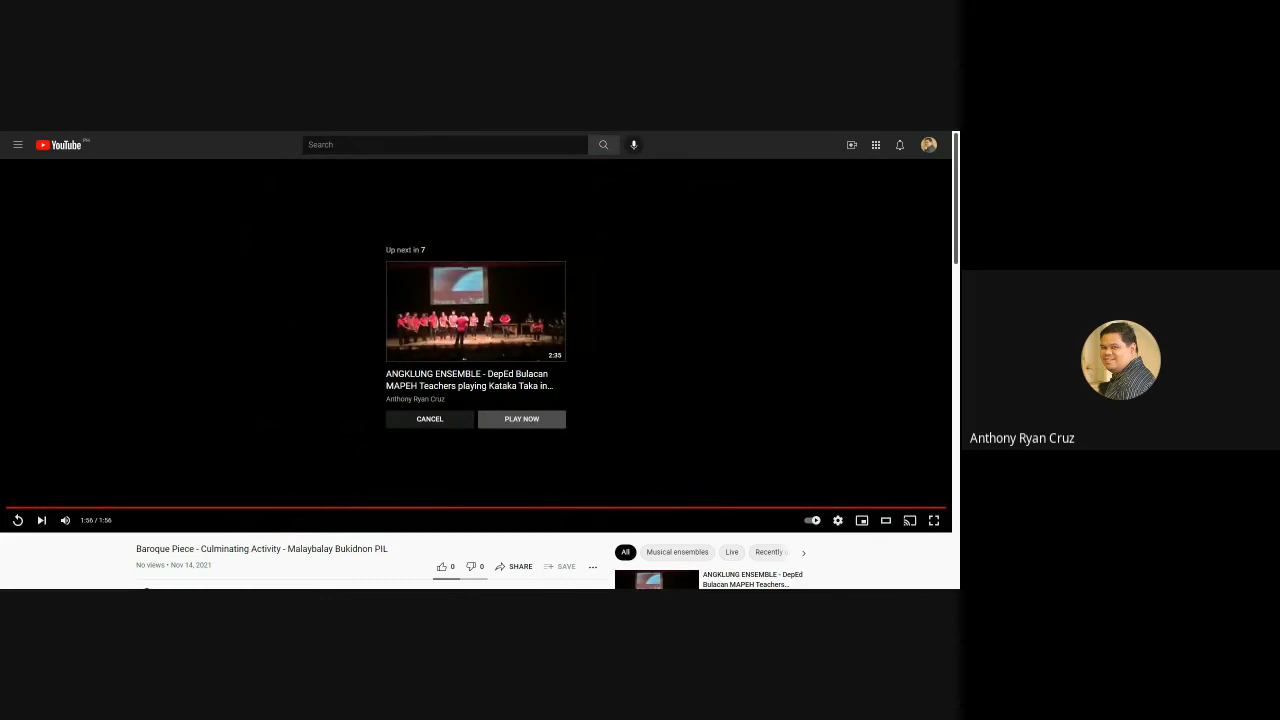 YouTube PH
Search
Up next in 7
2:35
ANGKLUNG ENSEMBLE - DepEd Bulacan
MAPEH Teachers playing Kataka Taka in...
Anthony Ryan Cruz
CANCEL
PLAY NOW
Anthony Ryan Cruz
1:56 / 1:56
Baroque Piece - Culminating Activity - Malaybalay Bukidnon PIL
No views • Nov 14, 2021
0
0
SHARE
SAVE
All
Musical ensembles
Live
Recently
ANGKLUNG ENSEMBLE - DepEd
Bulacan MAPEH Teachers...